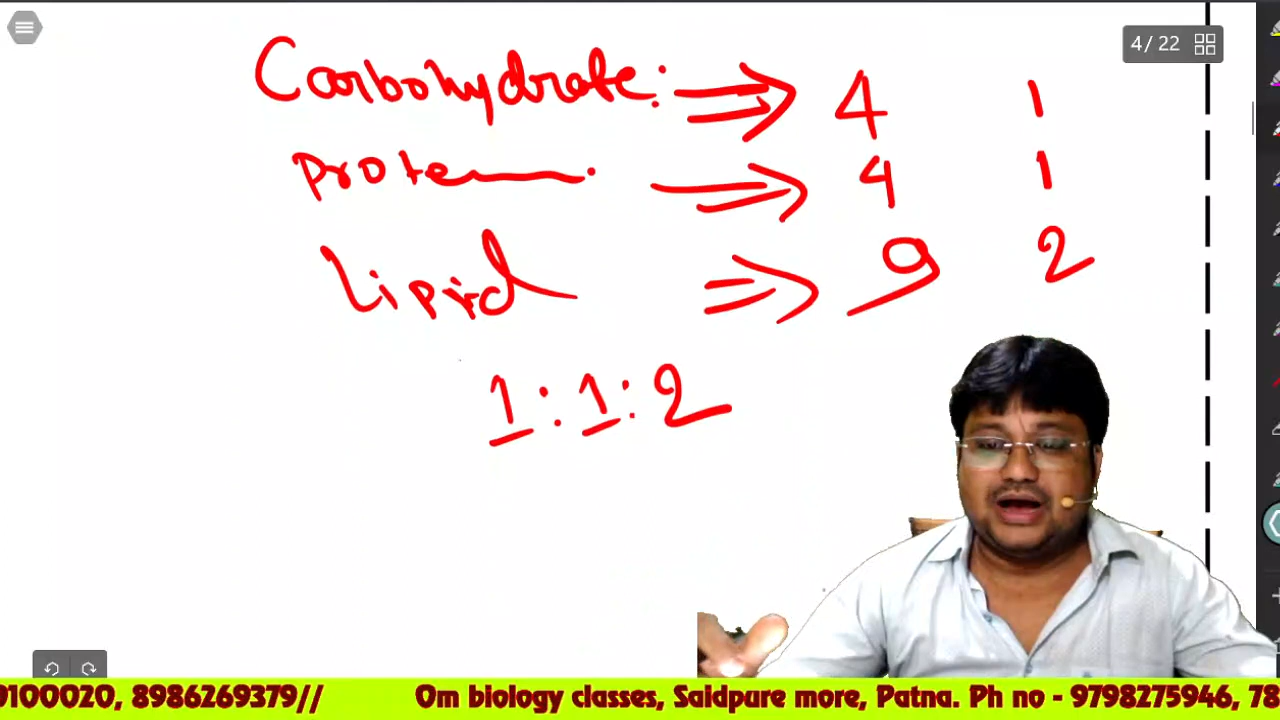 4 / 22
Carbohydrate: ⇒ 4 1
Protein ⇒ 4 1
Lipid ⇒ 9 2
1:1:2
9100020, 8986269379// Om biology classes, Saidpure more, Patna. Ph no - 9798275946, 78